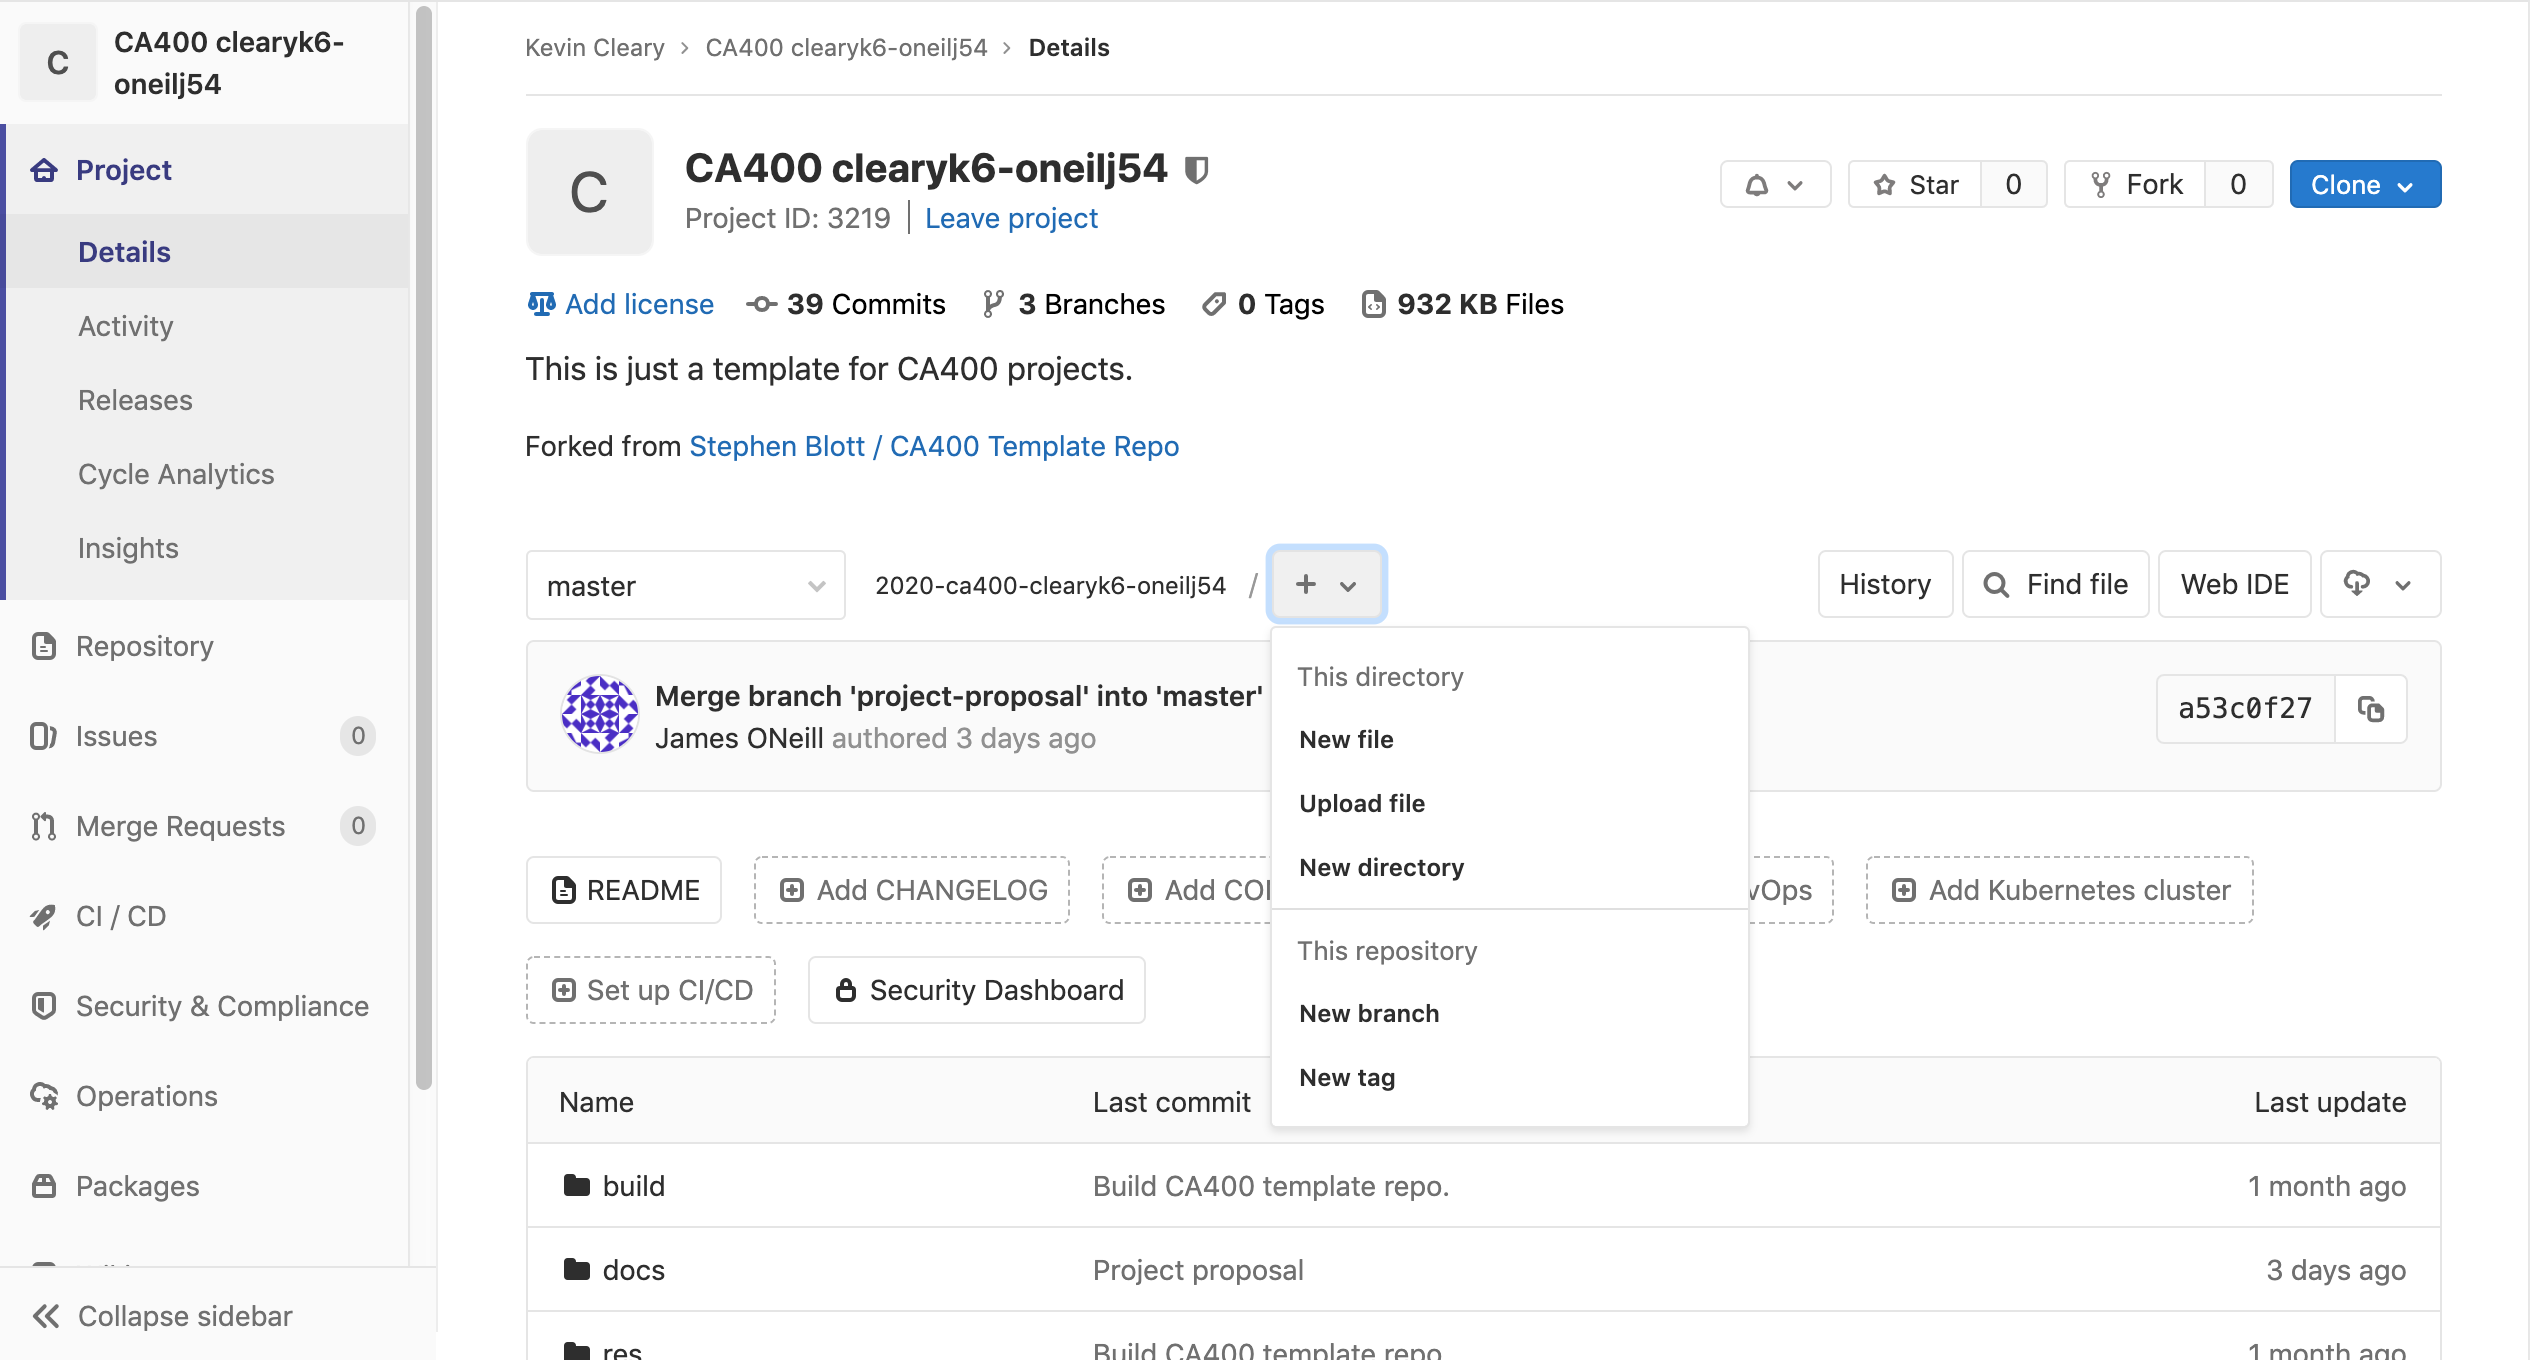 C
CA400 clearyk6-
oneilj54
Project
Details
Activity
Releases
Cycle Analytics
Insights
Repository
Issues 0
Merge Requests 0
CI / CD
Security & Compliance
Operations
Packages
Collapse sidebar
Kevin Cleary > CA400 clearyk6-oneilj54 > Details
C
CA400 clearyk6-oneilj54
Project ID: 3219 | Leave project
Star 0
Fork 0
Clone
Add license 39 Commits 3 Branches 0 Tags 932 KB Files
This is just a template for CA400 projects.
Forked from Stephen Blott / CA400 Template Repo
master 2020-ca400-clearyk6-oneilj54 / +
History Find file Web IDE
Merge branch 'project-proposal' into 'master'
James ONeill authored 3 days ago
a53c0f27
This directory
New file
Upload file
New directory
This repository
New branch
New tag
README Add CHANGELOG Add Kubernetes cluster
Set up CI/CD Security Dashboard
Name Last commit Last update
build Build CA400 template repo. 1 month ago
docs Project proposal 3 days ago
res Build CA400 template repo. 1 month ago